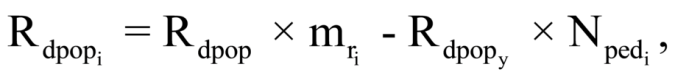 R_{dpop_i} = R_{dpop} × m_{r_i} - R_{dpop_y} × N_{ped_i},